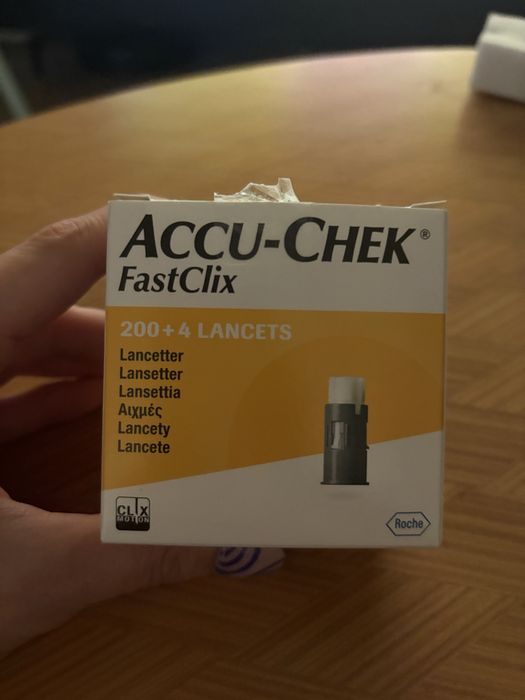 ACCU-CHEK®
FastClix
200+4 LANCETS
Lancetter
Lansetter
Lansettia
Αιχμές
Lancety
Lancete
CLIX
MOTION
Roche